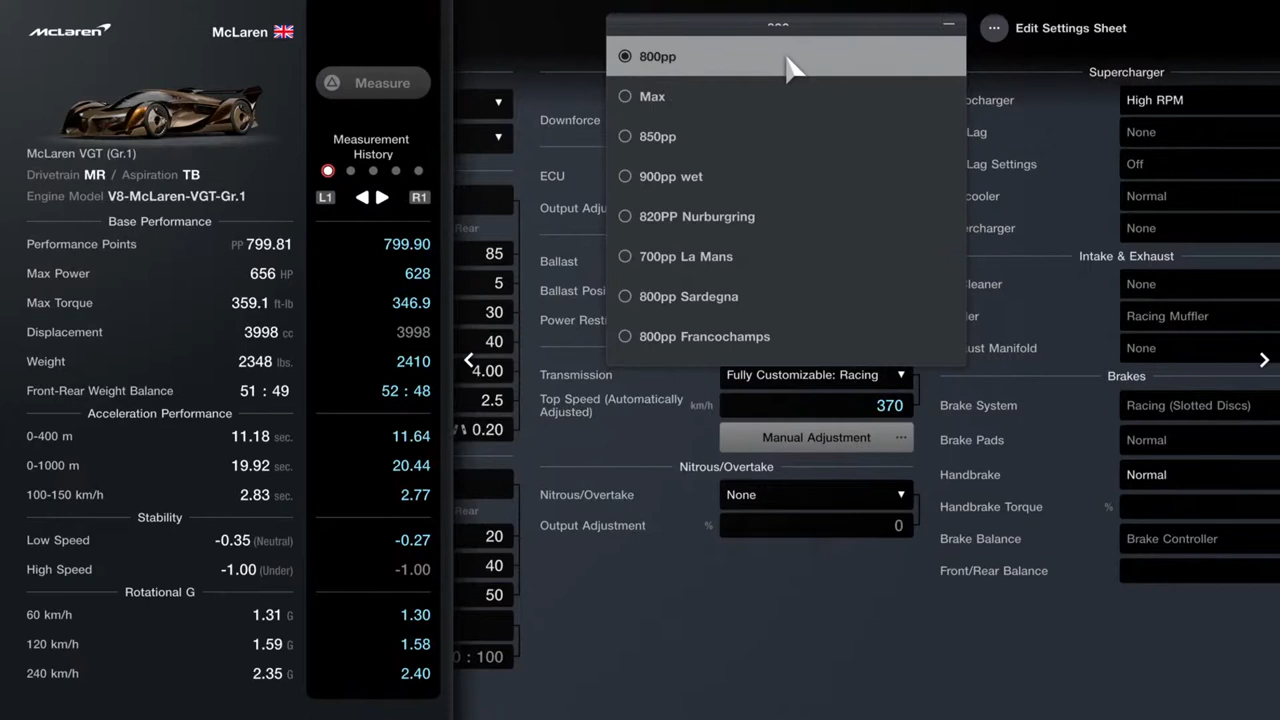 McLaren
McLaren
McLaren VGT (Gr.1)
Drivetrain MR / Aspiration TB
Engine Model V8-McLaren-VGT-Gr.1
Base Performance
Performance Points PP 799.81 799.90
Max Power 656 HP 628
Max Torque 359.1 ft-lb 346.9
Displacement 3998 cc 3998
Weight 2348 lbs. 2410
Front-Rear Weight Balance 51 : 49 52 : 48
Acceleration Performance
0-400 m 11.18 sec. 11.64
0-1000 m 19.92 sec. 20.44
100-150 km/h 2.83 sec. 2.77
Stability
Low Speed -0.35 (Neutral) -0.27
High Speed -1.00 (Under) -1.00
Rotational G
60 km/h 1.31 G 1.30
120 km/h 1.59 G 1.58
240 km/h 2.35 G 2.40
Measure
Measurement
History
L1 R1
Rear
85
5
30
40
4.00
2.5
0.20
Rear
20
40
50
0 : 100
Downforce
ECU
Output Adju
Ballast
Ballast Posi
Power Restr
Transmission Fully Customizable: Racing
Top Speed (Automatically
Adjusted) km/h 370
Manual Adjustment
Nitrous/Overtake
Nitrous/Overtake None
Output Adjustment % 0
800pp
Max
850pp
900pp wet
820PP Nurburgring
700pp La Mans
800pp Sardegna
800pp Francochamps
Edit Settings Sheet
Supercharger
ocharger High RPM
Lag None
Lag Settings Off
cooler Normal
ercharger None
Intake & Exhaust
Cleaner None
er Racing Muffler
ust Manifold None
Brakes
Brake System Racing (Slotted Discs)
Brake Pads Normal
Handbrake Normal
Handbrake Torque %
Brake Balance Brake Controller
Front/Rear Balance